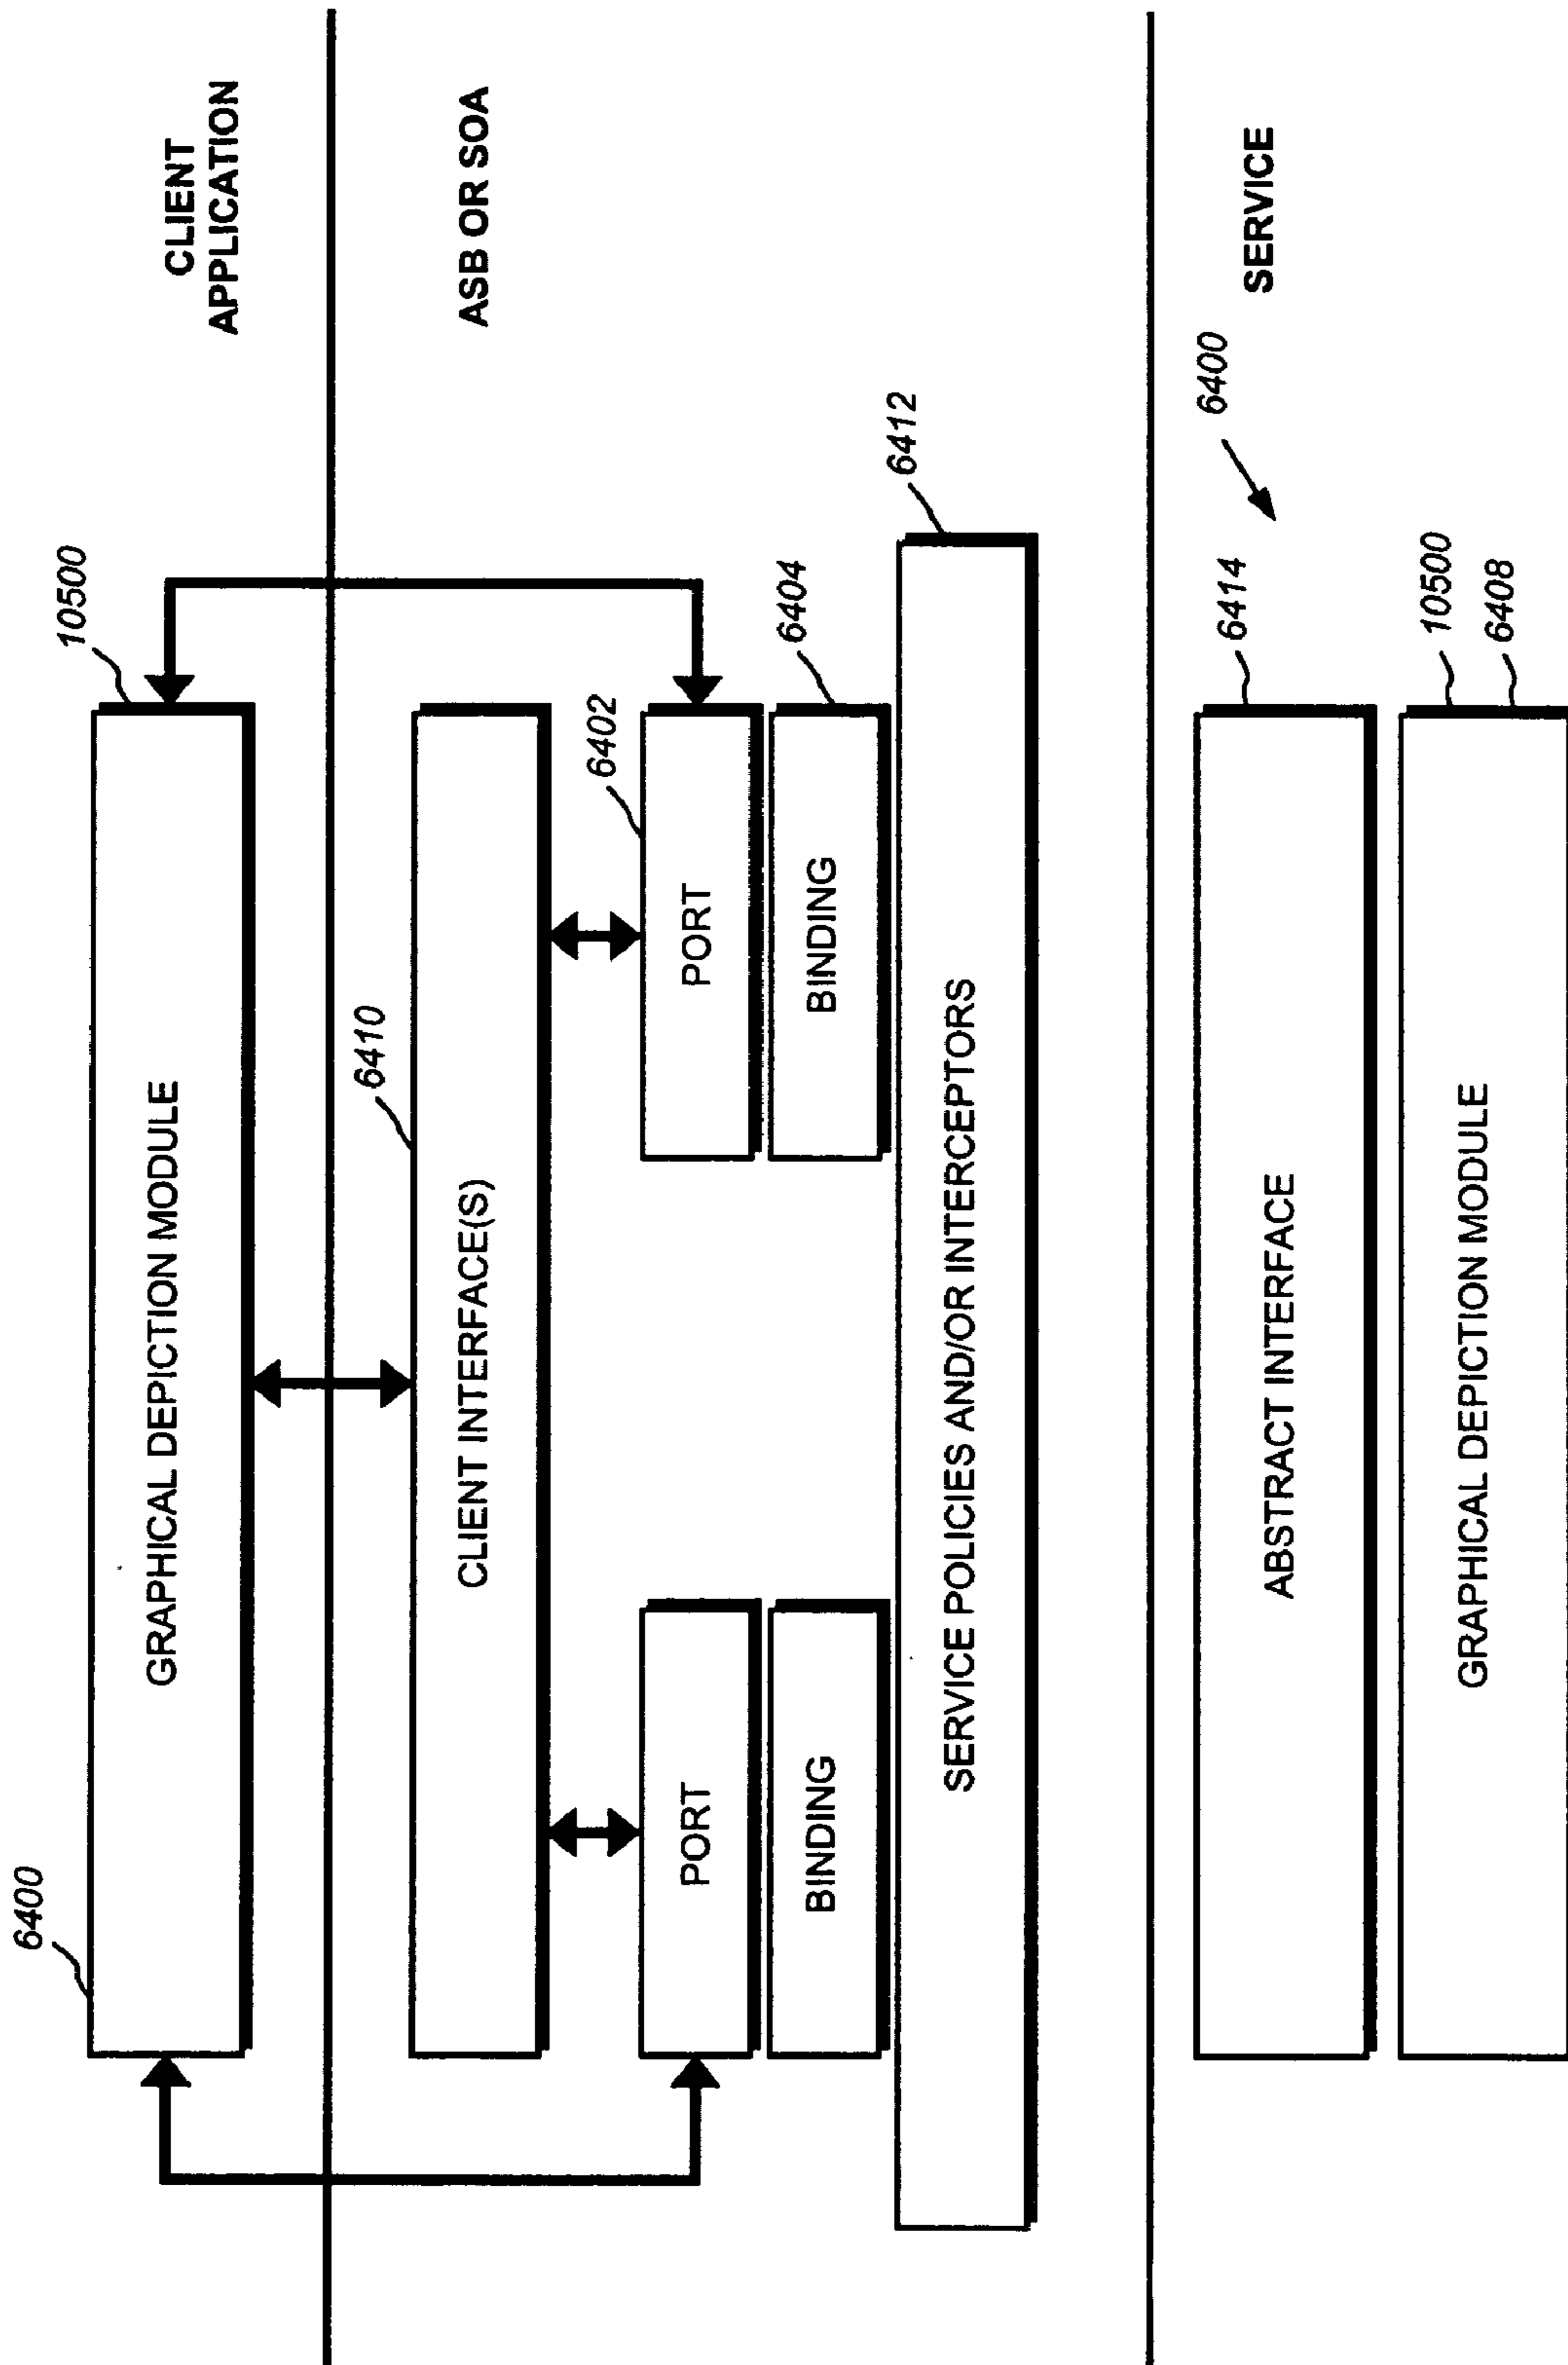 6400
10500
GRAPHICAL DEPICTION MODULE
CLIENT
APPLICATION
6410
CLIENT INTERFACE(S)
ASB OR SOA
6402
PORT
PORT
6404
BINDING
BINDING
6412
SERVICE POLICIES AND/OR INTERCEPTORS
SERVICE
6400
6414
ABSTRACT INTERFACE
10500
6408
GRAPHICAL DEPICTION MODULE